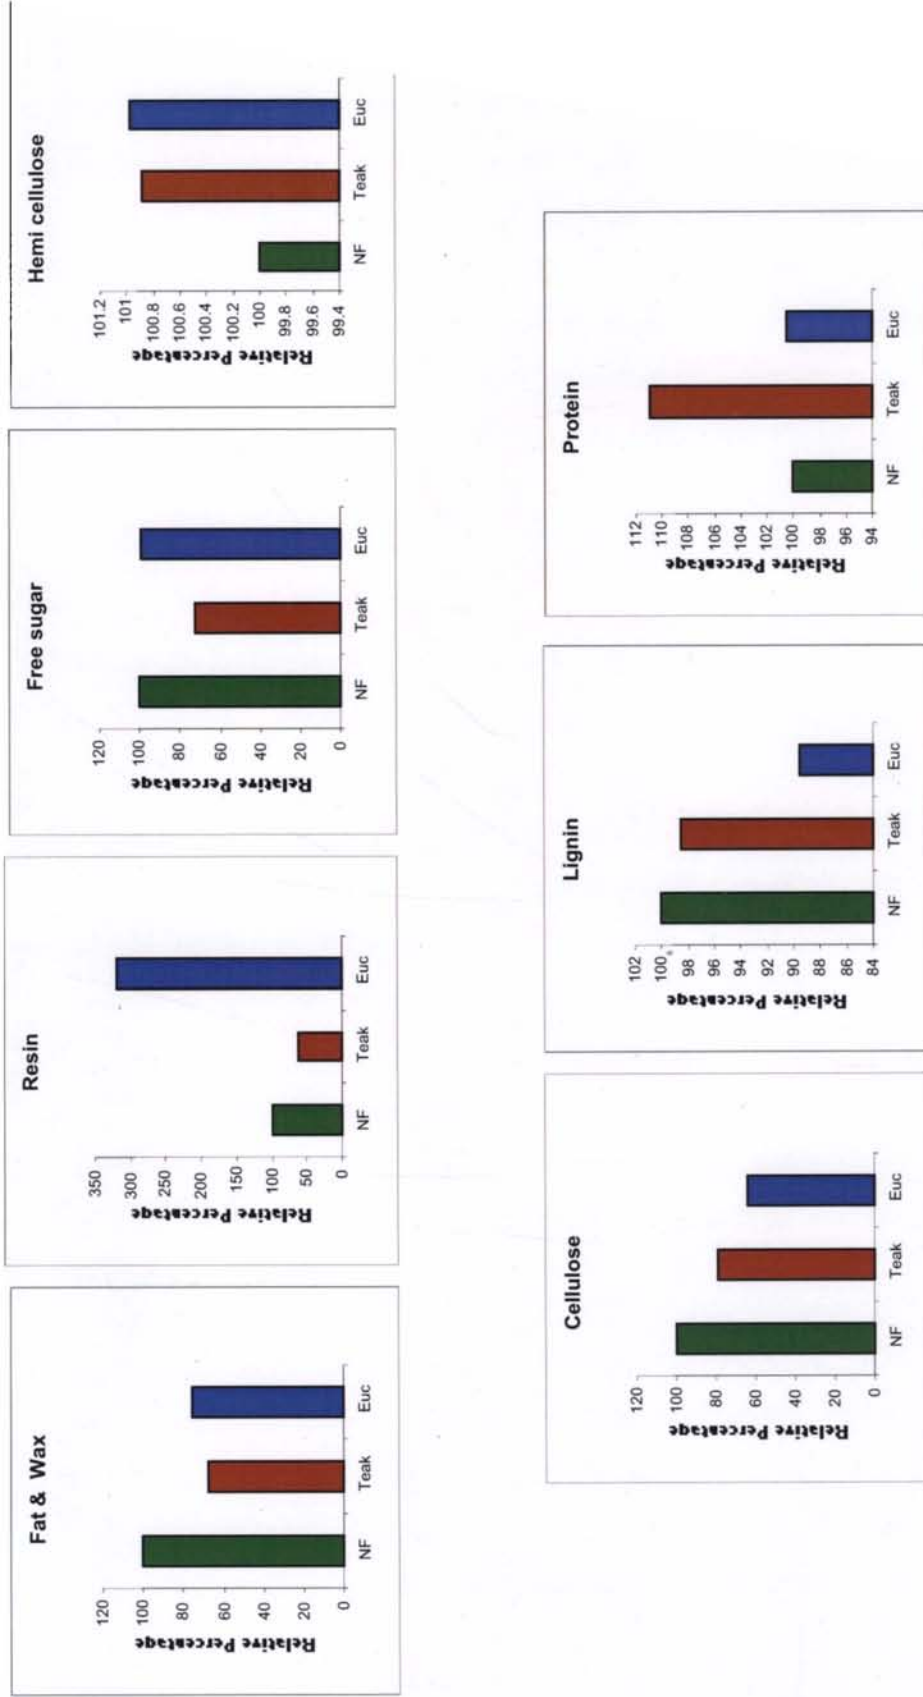 Fat & Wax
Relative Percentage
120
100
80
60
40
20
0
NF
Teak
Euc
Resin
Relative Percentage
350
300
250
200
150
100
50
0
NF
Teak
Euc
Free sugar
Relative Percentage
120
100
80
60
40
20
0
NF
Teak
Euc
Hemi cellulose
Relative Percentage
101.2
101
100.8
100.6
100.4
100.2
100
99.8
99.6
99.4
NF
Teak
Euc
Cellulose
Relative Percentage
120
100
80
60
40
20
0
NF
Teak
Euc
Lignin
Relative Percentage
102
100
98
96
94
92
90
88
86
84
NF
Teak
Euc
Protein
Relative Percentage
112
110
108
106
104
102
100
98
96
94
NF
Teak
Euc